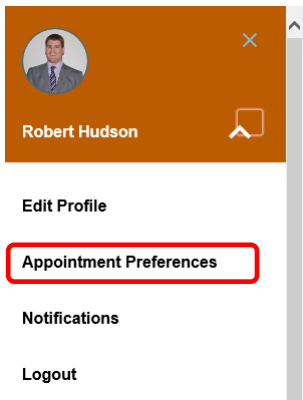 Robert Hudson
Edit Profile
Appointment Preferences
Notifications
Logout